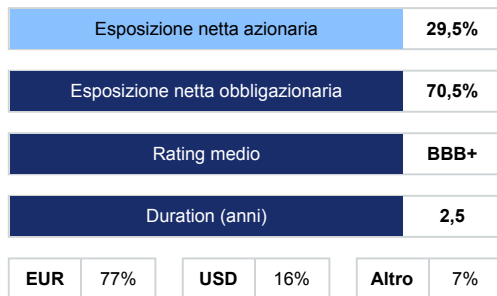 Esposizione netta azionaria 29,5%
Esposizione netta obbligazionaria 70,5%
Rating medio BBB+
Duration (anni) 2,5
EUR 77% USD 16% Altro 7%